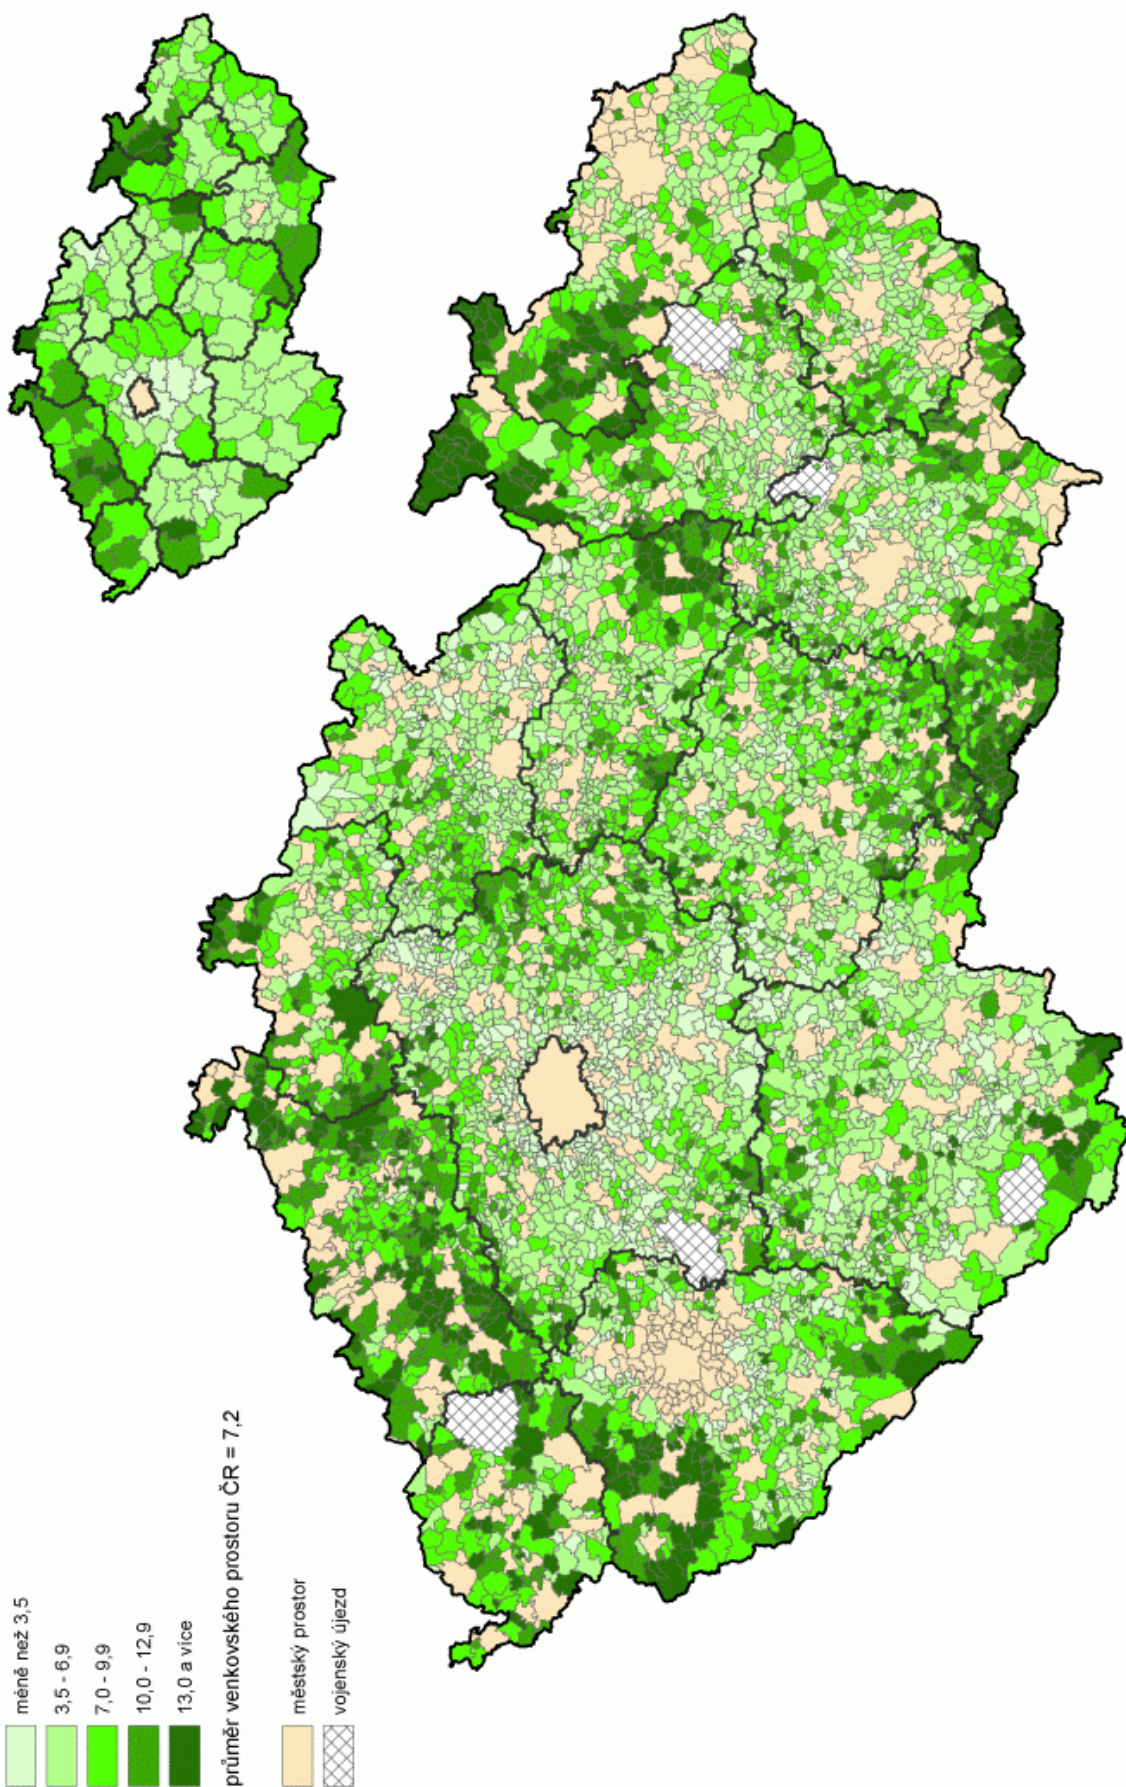 méně než 3,5
3,5 - 6,9
7,0 - 9,9
10,0 - 12,9
13,0 a více
průměr venkovského prostoru ČR = 7,2
městský prostor
vojenský újezd